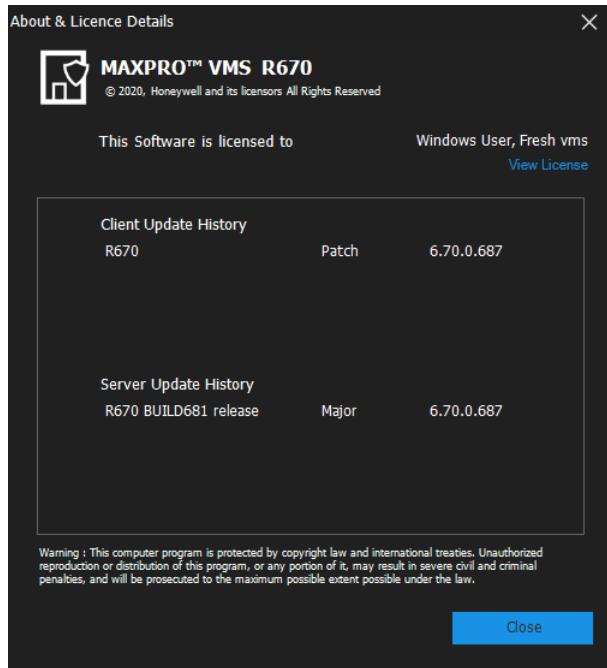 About & Licence Details
MAXPRO™ VMS R670
© 2020, Honeywell and its licensors All Rights Reserved
This Software is licensed to Windows User, Fresh vms
View License
Client Update History
R670 Patch 6.70.0.687
Server Update History
R670 BUILD681 release Major 6.70.0.687
Warning : This computer program is protected by copyright law and international treaties. Unauthorized
reproduction or distribution of this program, or any portion of it, may result in severe civil and criminal
penalties, and will be prosecuted to the maximum possible extent possible under the law.
Close